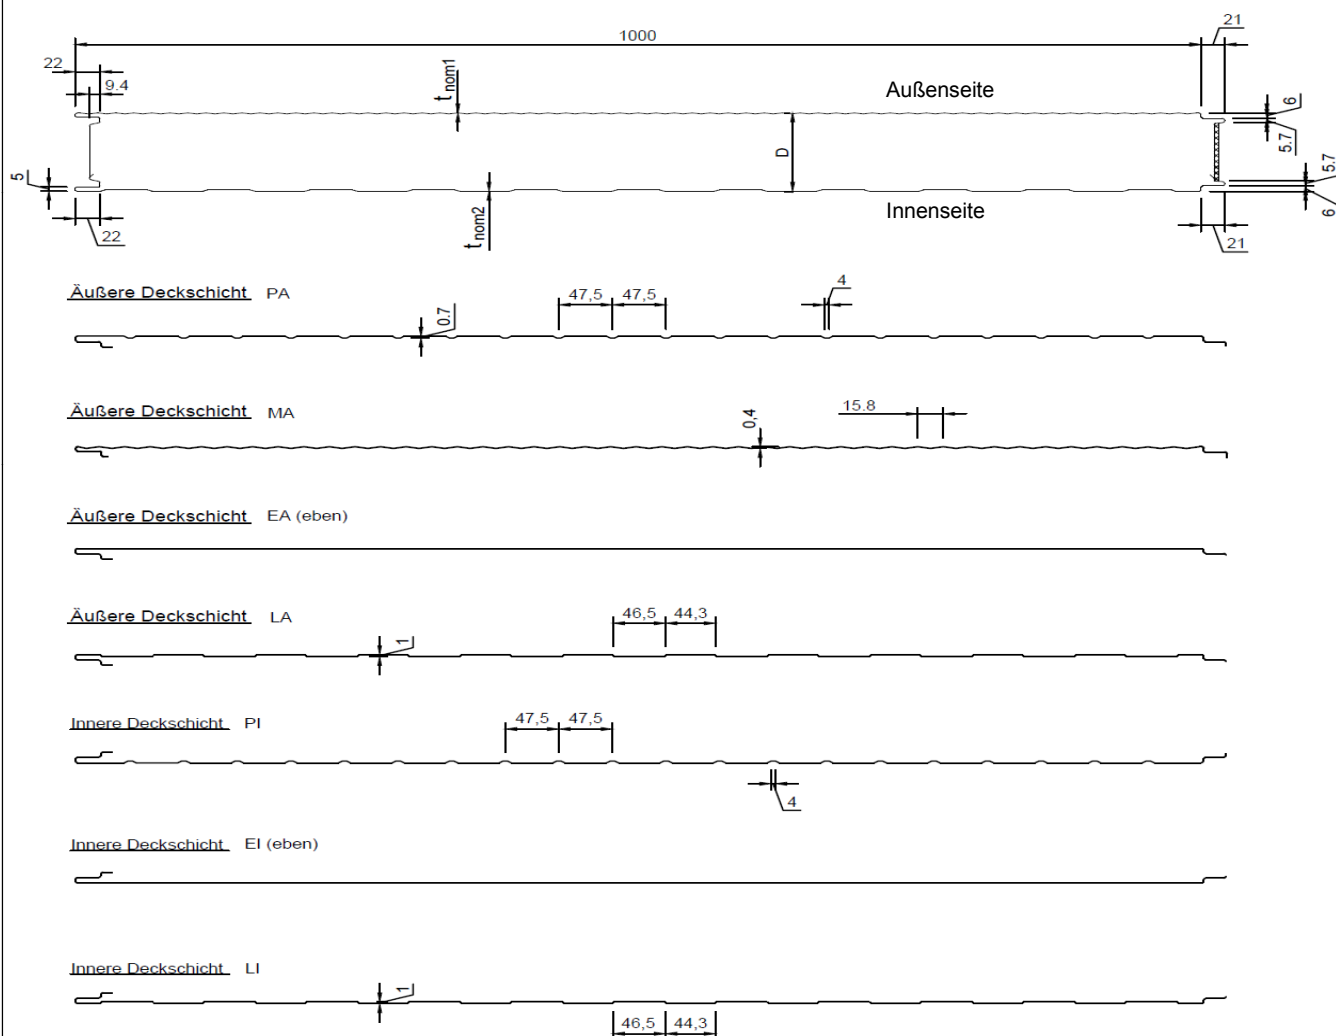 1000
21
22
9.4
t nom1
Außenseite
6
5.7
D
5
5.7
6
22
t nom2
Innenseite
21
Äußere Deckschicht PA
47,5 47,5
4
0.7
Äußere Deckschicht MA
0,4
15.8
Äußere Deckschicht EA (eben)
Äußere Deckschicht LA
46,5 44,3
1
Innere Deckschicht PI
47,5 47,5
4
Innere Deckschicht EI (eben)
Innere Deckschicht LI
1
46,5 44,3